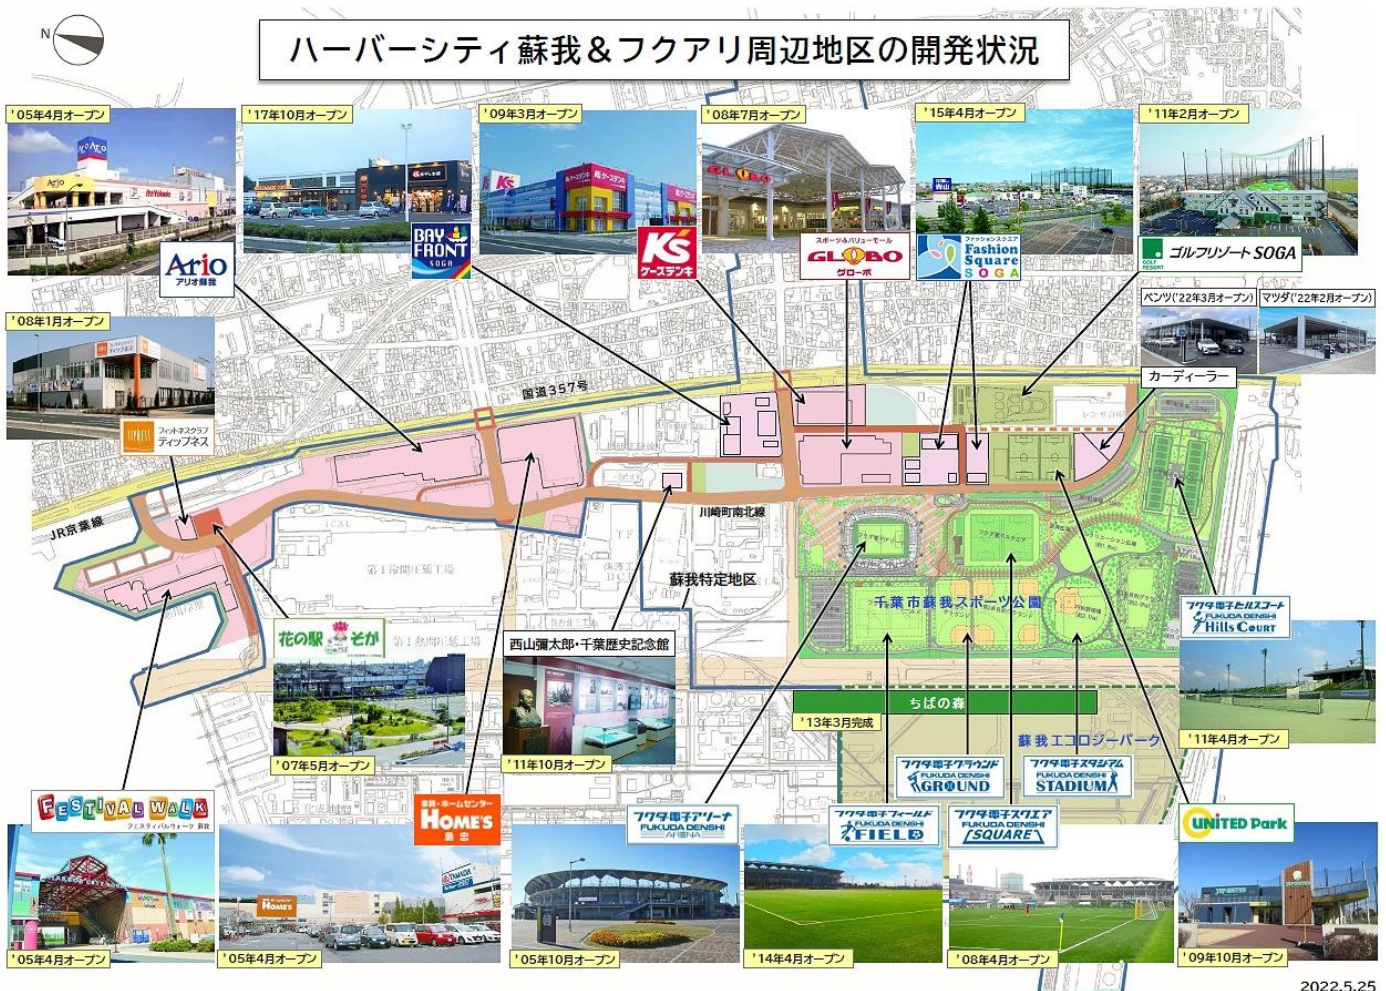 N
ハーバーシティ蘇我＆フクアリ周辺地区の開発状況
'05年4月オープン
'17年10月オープン
'09年3月オープン
'08年7月オープン
'15年4月オープン
'11年2月オープン
Ario
アリオ蘇我
BAY
FRONT
SOGA
K's
ケーズデンキ
スポーツ&バリューモール
GLOBO
グローボ
ファッションスクエア
Fashion
Square
SOGA
GOLF
RESORT
ゴルフリゾート SOGA
ベンツ('22年3月オープン)
マツダ('22年2月オープン)
カーディーラー
'08年1月オープン
TIPNESS
フィットネスクラブ
ティップネス
国道357号
JR京葉線
川崎町南北線
蘇我特定地区
千葉市蘇我スポーツ公園
花の駅 そが
'07年5月オープン
西山彌太郎・千葉歴史記念館
'11年10月オープン
フクダ電子ヒルスコート
HILLS COURT
'11年4月オープン
ちばの森
'13年3月完成
蘇我エコロジーパーク
フクダ電子グラウンド
FUKUDA DENSHI
GROUND
フクダ電子スタジアム
FUKUDA DENSHI
STADIUM
FESTIVAL WALK
フェスティバルウォーク 蘇我
'05年4月オープン
家具・ホームセンター
HOME'S
島忠
'05年4月オープン
フクダ電子アリーナ
FUKUDA DENSHI
ARENA
'05年10月オープン
フクダ電子フィールド
FUKUDA DENSHI
FIELD
'14年4月オープン
フクダ電子スクエア
FUKUDA DENSHI
SQUARE
'08年4月オープン
UNITED PARK
'09年10月オープン
2022.5.25